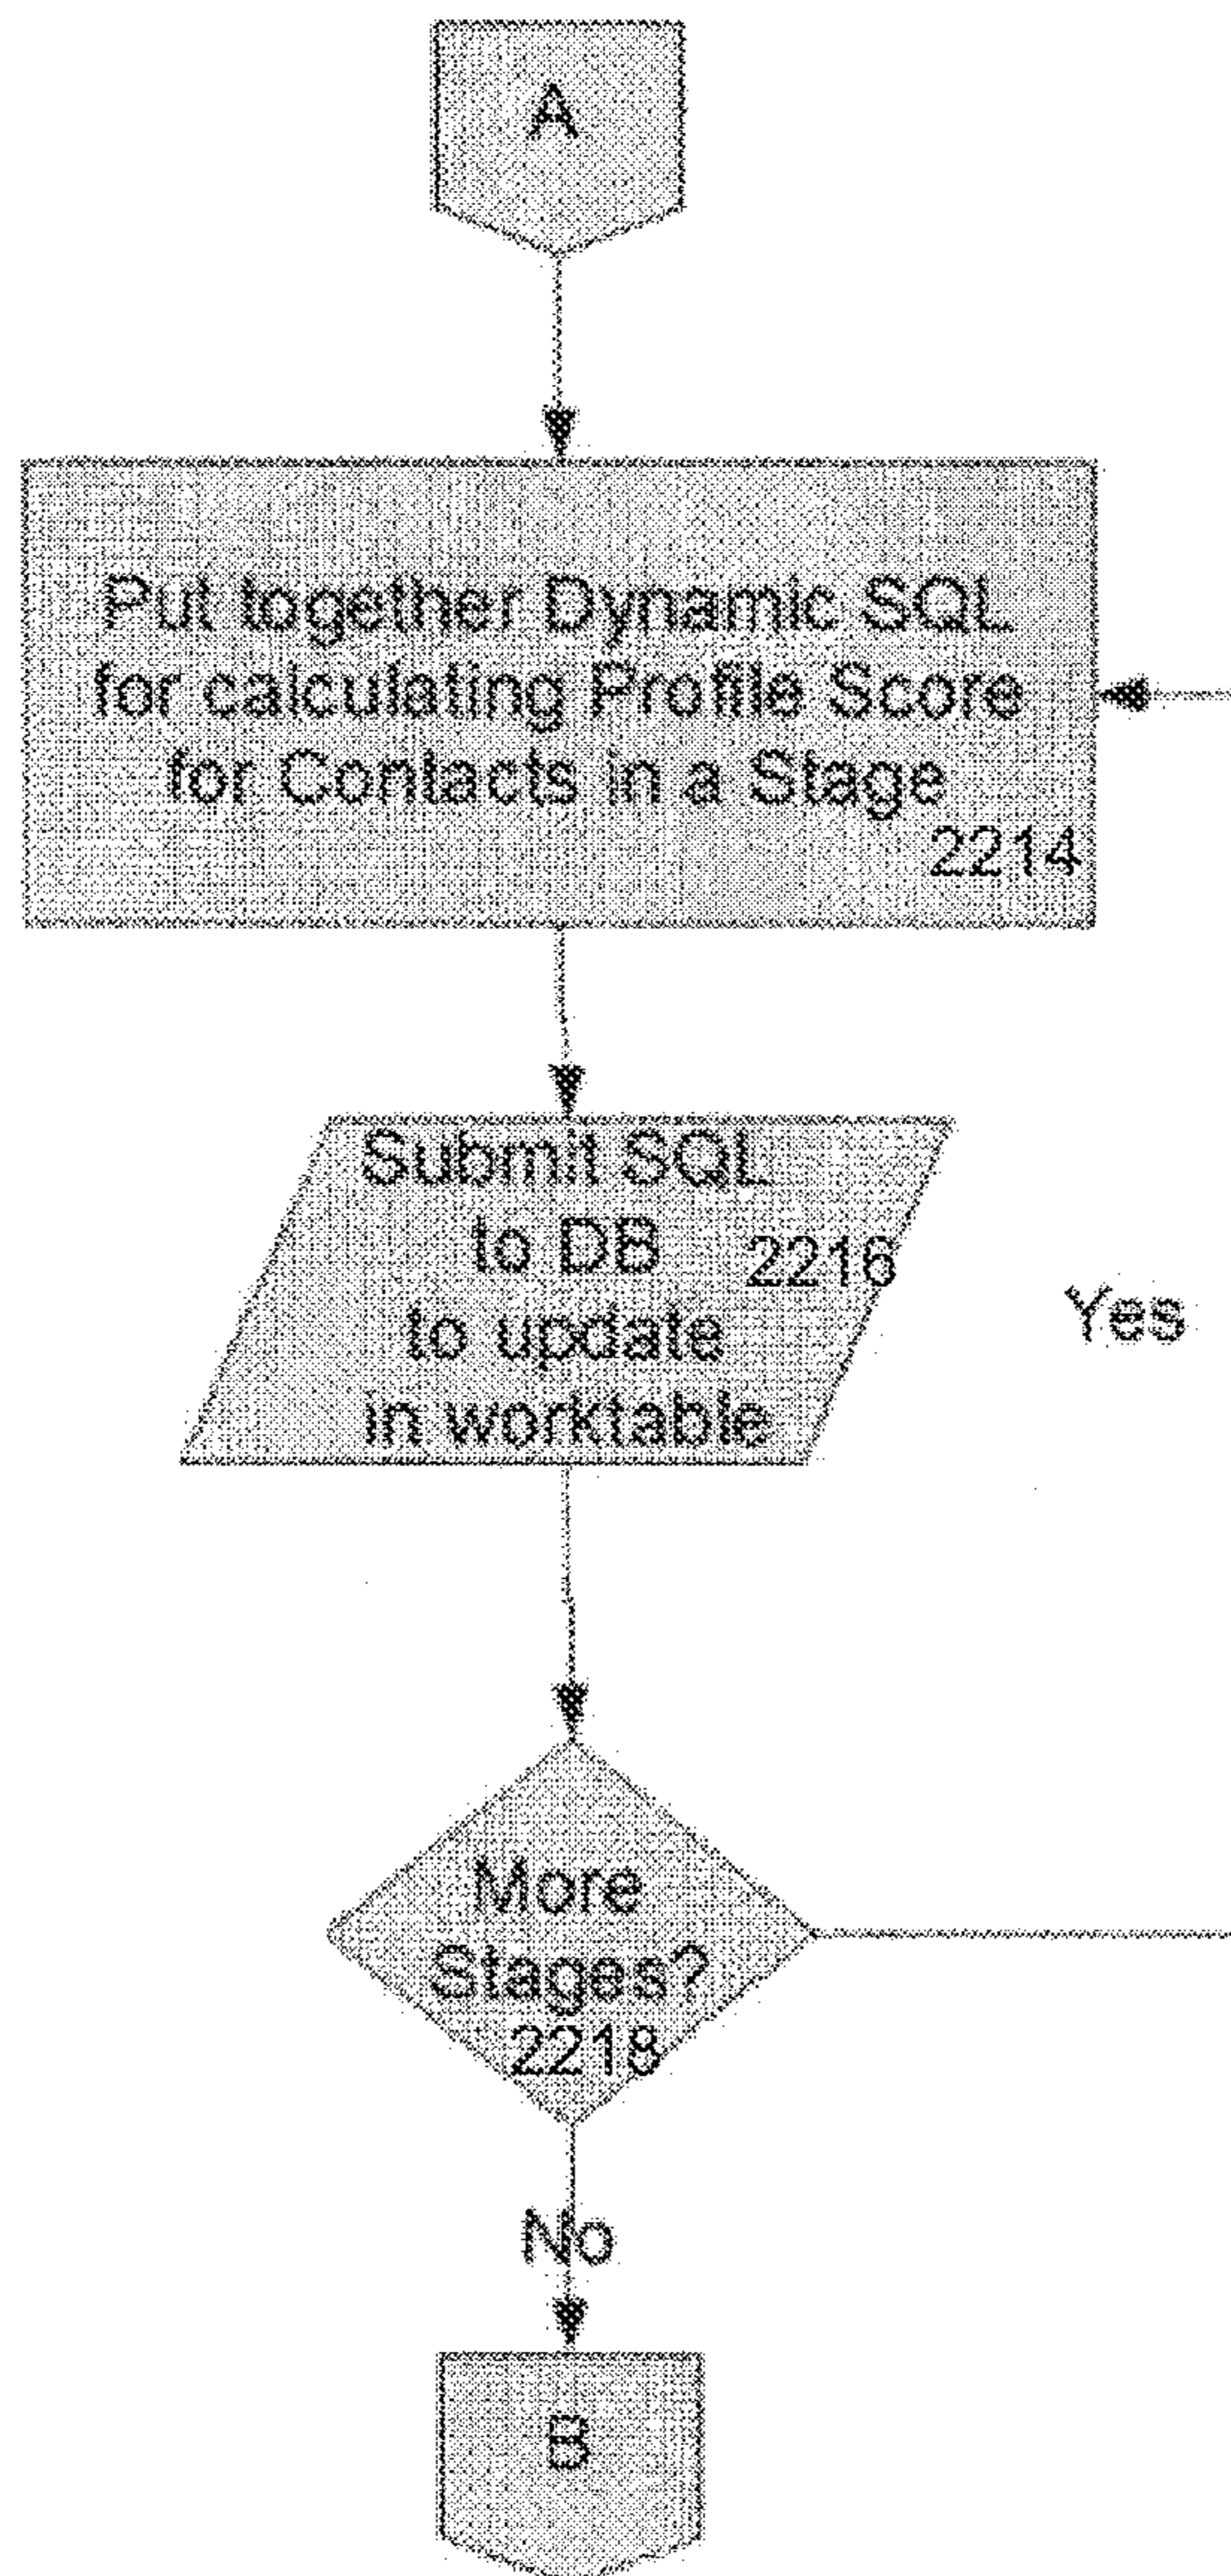 A
Put together Dynamic SQL
for calculating Profile Score
for Contacts in a Stage
2214
Submit SQL
to DB
2216
to update
in worktable
Yes
More
Stages?
2218
No
B